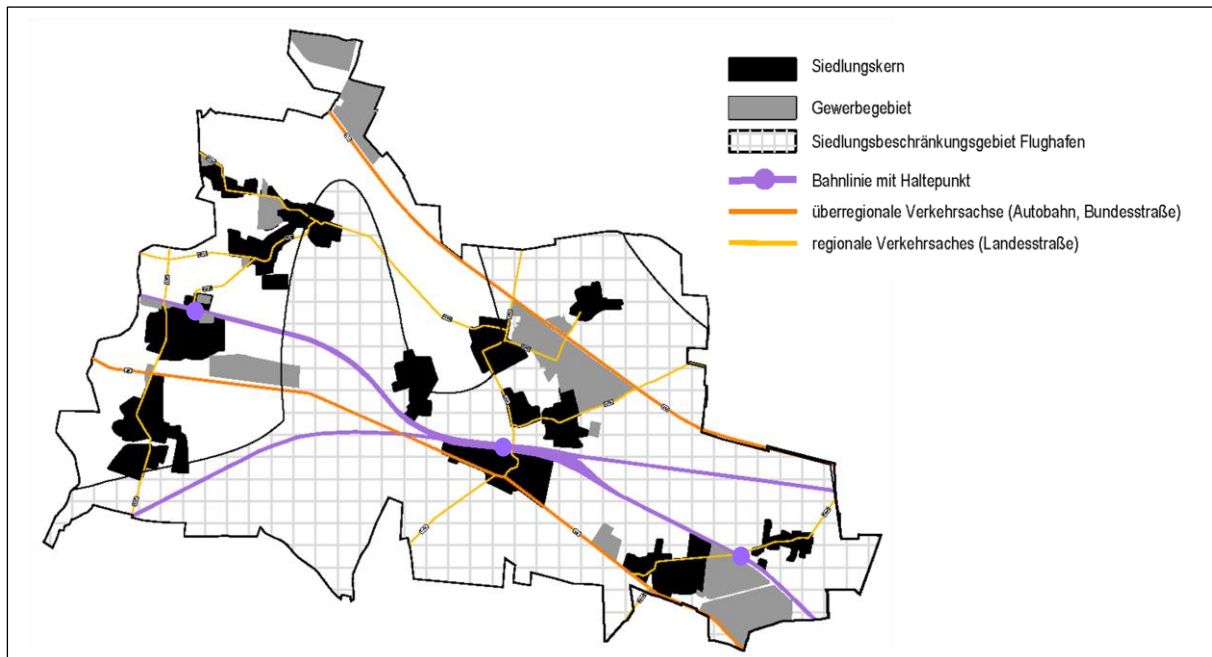 Siedlungskern
Gewerbegebiet
Siedlungsbeschränkungsgebiet Flughafen
Bahnlinie mit Haltepunkt
überregionale Verkehrsachse (Autobahn, Bundesstraße)
regionale Verkehrsaches (Landesstraße)